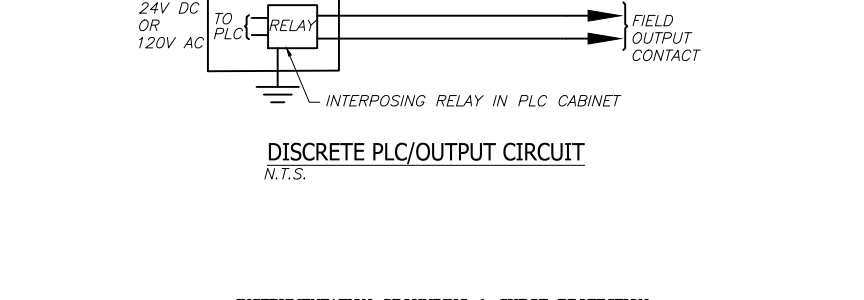 24V DC
OR
120V AC
TO
PLC
RELAY
FIELD
OUTPUT
CONTACT
INTERPOSING RELAY IN PLC CABINET
DISCRETE PLC/OUTPUT CIRCUIT
N.T.S.